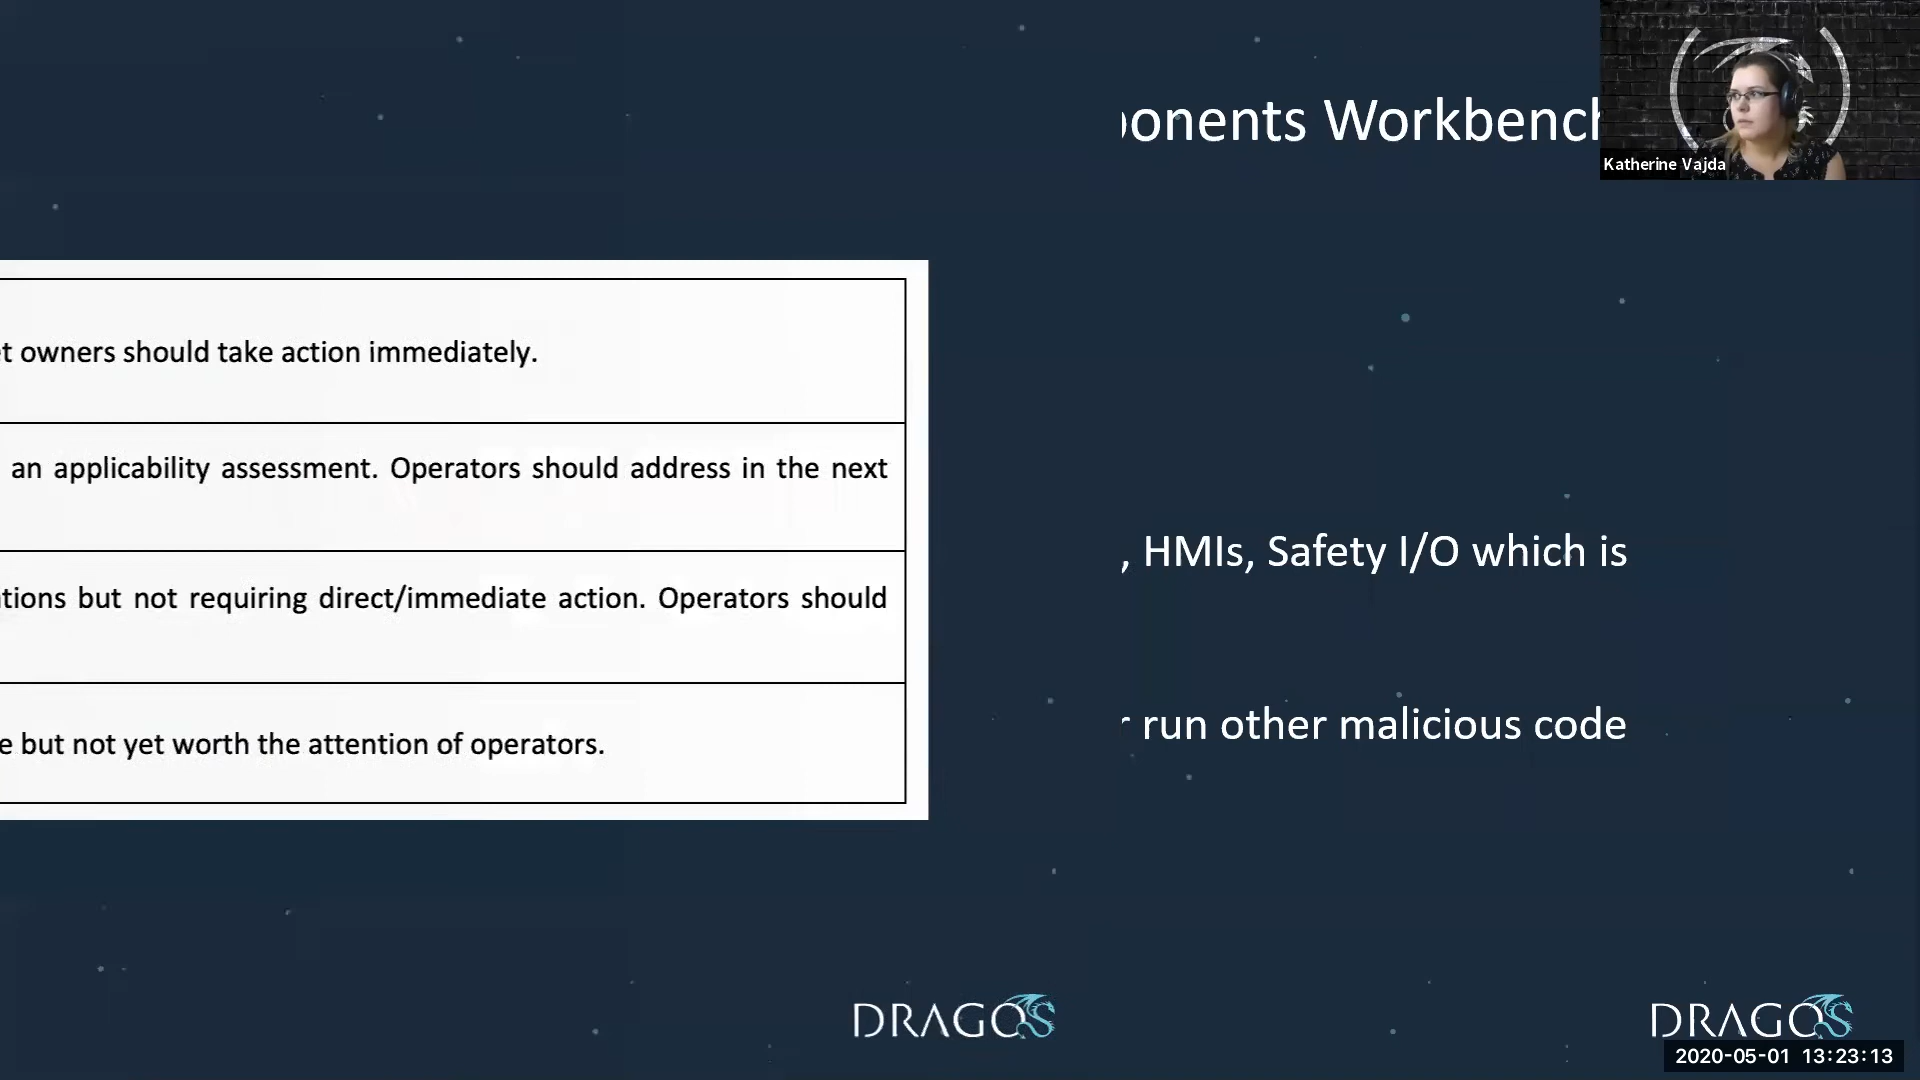 ponents Workbench
Katherine Vajda
t owners should take action immediately.
an applicability assessment. Operators should address in the next
tions but not requiring direct/immediate action. Operators should
e but not yet worth the attention of operators.
, HMIs, Safety I/O which is
r run other malicious code
DRAGOS
DRAGOS
2020-05-01 13:23:13